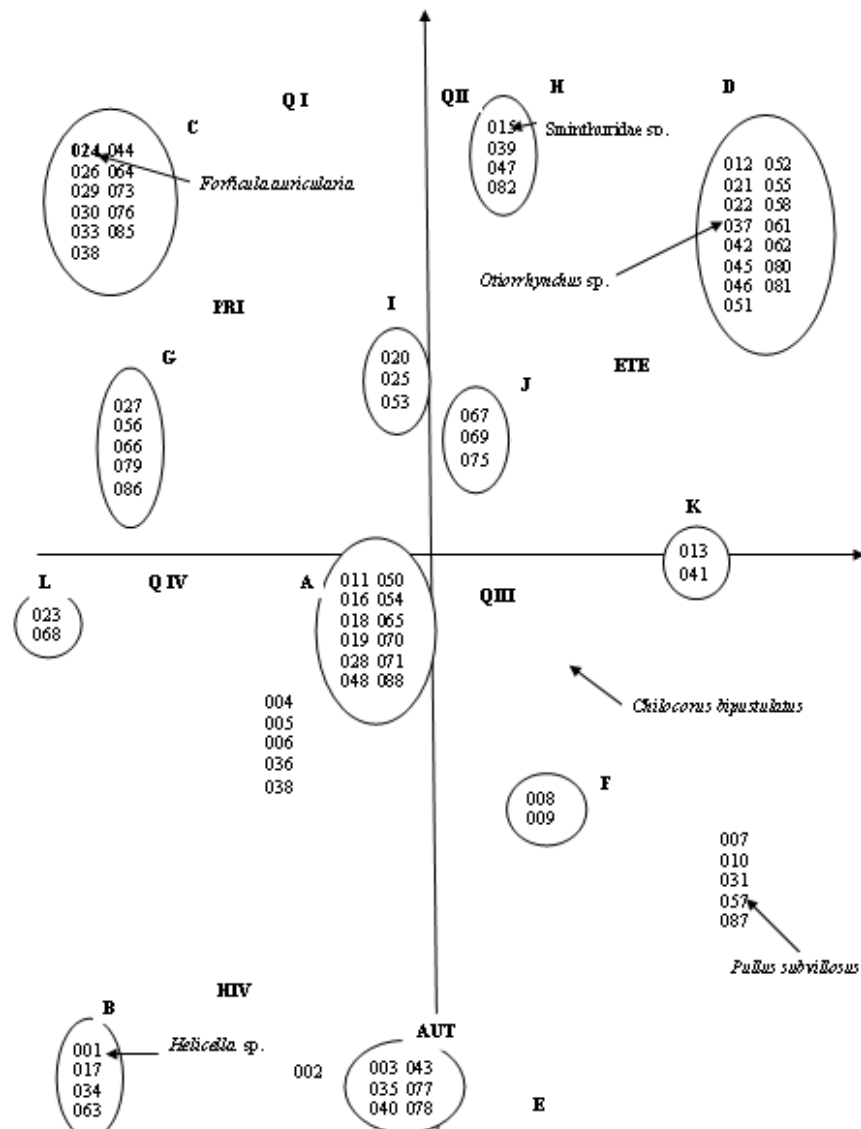 H
D
Q I
QII
C
015 Sminthuridae sp.
024 044
039
026 064
047
012 52
029 073
Forficula auricularia
082
021 55
030 076
022 058
033 085
037 061
038
042 062
Otiorrhynchus sp.
045 080
046 081
PRI
I
051
G
020
ETE
025
J
027
053
067
056
069
066
075
079
086
K
013
L
Q IV
A
011 050
QIII
041
023
016 054
068
018 065
019 070
028 071
048 088
004
Chilocorus bipustulatus
005
006
036
038
F
008
009
007
010
031
057
087
Pullus subvillosus
HIV
B
AUT
001
Helicella sp.
017
002
003 043
034
035 077
063
040 078
E